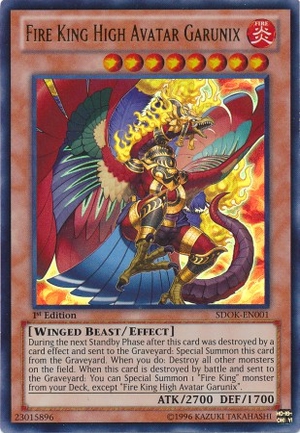 FIRE KING HIGH AVATAR GARUNIX
FIRE
炎
1st Edition
SDOK-EN001
[WINGED BEAST/EFFECT]
During the next Standby Phase after this card was destroyed by a
card effect and sent to the Graveyard: Special Summon this card
from the Graveyard. When you do: Destroy all other monsters
on the field. When this card is destroyed by battle and sent to
the Graveyard: You can Special Summon 1 "Fire King" monster
from your Deck, except "Fire King High Avatar Garunix".
ATK/2700 DEF/1700
23015896
©1996 KAZUKI TAKAHASHI